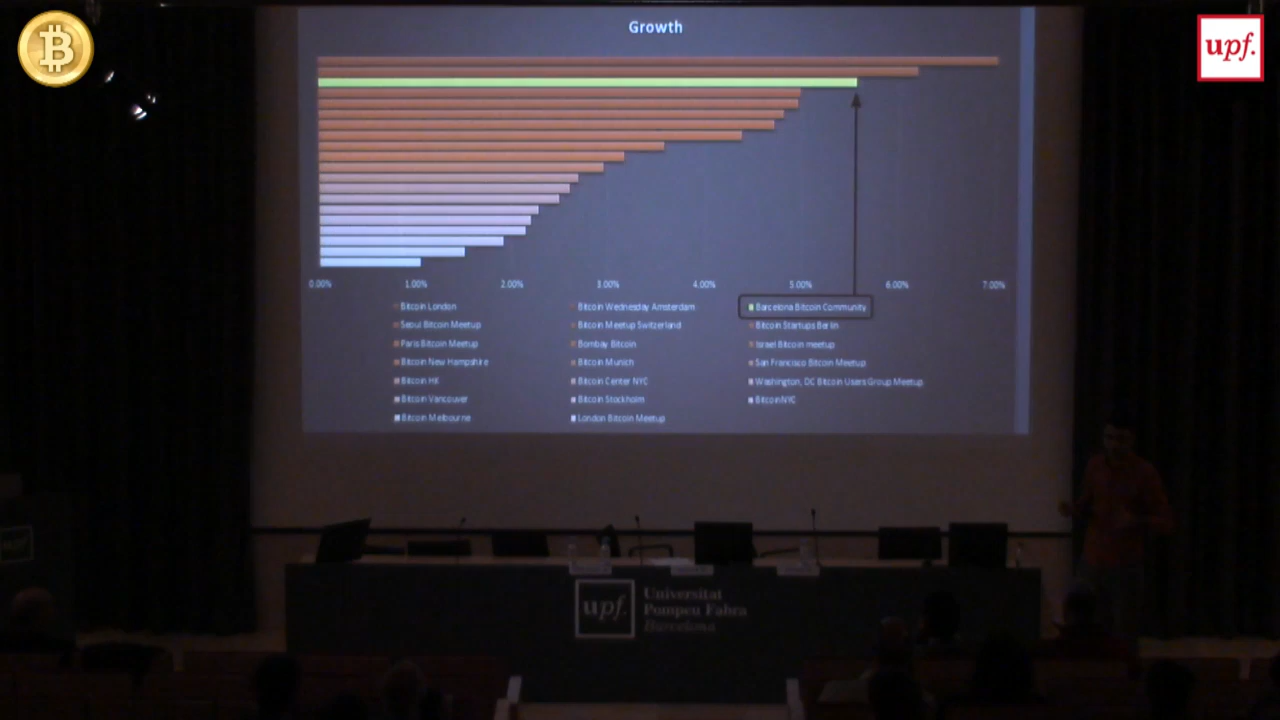 Growth
upf.
0.00% 1.00% 2.00% 3.00% 4.00% 5.00% 6.00% 7.00%
Bitcoin London Bitcoin Wednesday Amsterdam Barcelona Bitcoin Community
Seoul Bitcoin Meetup Bitcoin Meetup Switzerland Bitcoin Startups Berlin
Paris Bitcoin Meetup Bombay Bitcoin Israel Bitcoin meetup
Bitcoin New Hampshire Bitcoin Munich San Francisco Bitcoin Meetup
Bitcoin HK Bitcoin Center NYC Washington, DC Bitcoin Users Group Meetup
Bitcoin Vancouver Bitcoin Stockholm BitcoinNYC
Bitcoin Melbourne London Bitcoin Meetup
upf.
upf.
Universitat
Pompeu Fabra
Barcelona